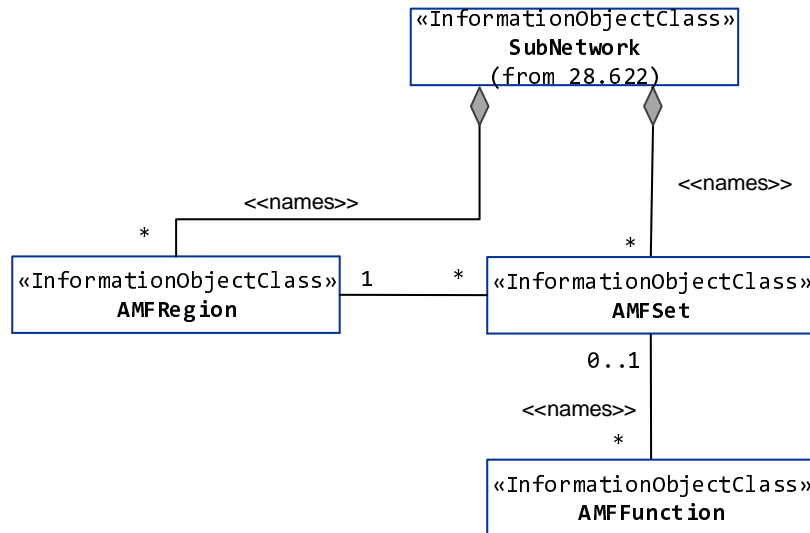 «InformationObjectClass»
SubNetwork
(from 28.622)
<<names>>
<<names>>
*
*
«InformationObjectClass»
AMFRegion
1
*
«InformationObjectClass»
AMFSet
0..1
<<names>>
*
«InformationObjectClass»
AMFFunction